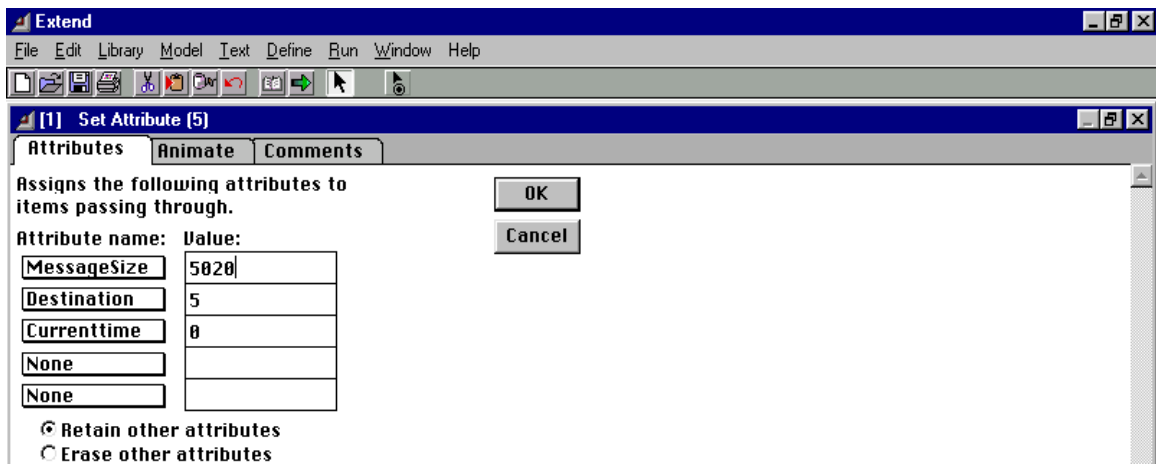 Extend
File Edit Library Model Text Define Run Window Help
[1] Set Attribute (5)
Attributes Animate Comments
Assigns the following attributes to
items passing through.
OK
Cancel
Attribute name: Value:
MessageSize 5020
Destination 5
Currenttime 0
None
None
Retain other attributes
Erase other attributes